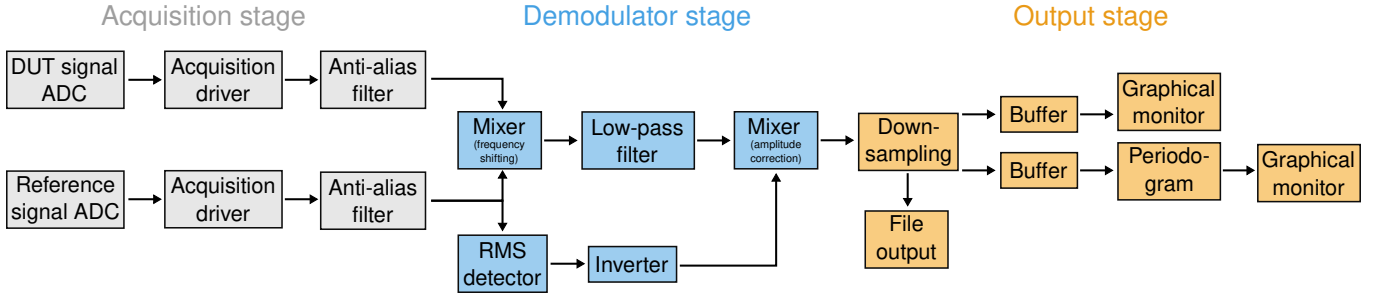 Acquisition stage
Demodulator stage
Output stage
DUT signal
ADC
Acquisition
driver
Anti-alias
filter
Mixer
(frequency
shifting)
Low-pass
filter
Mixer
(amplitude
correction)
Down-
sampling
Buffer
Graphical
monitor
Buffer
Periodo-
gram
Graphical
monitor
Reference
signal ADC
Acquisition
driver
Anti-alias
filter
RMS
detector
Inverter
File
output